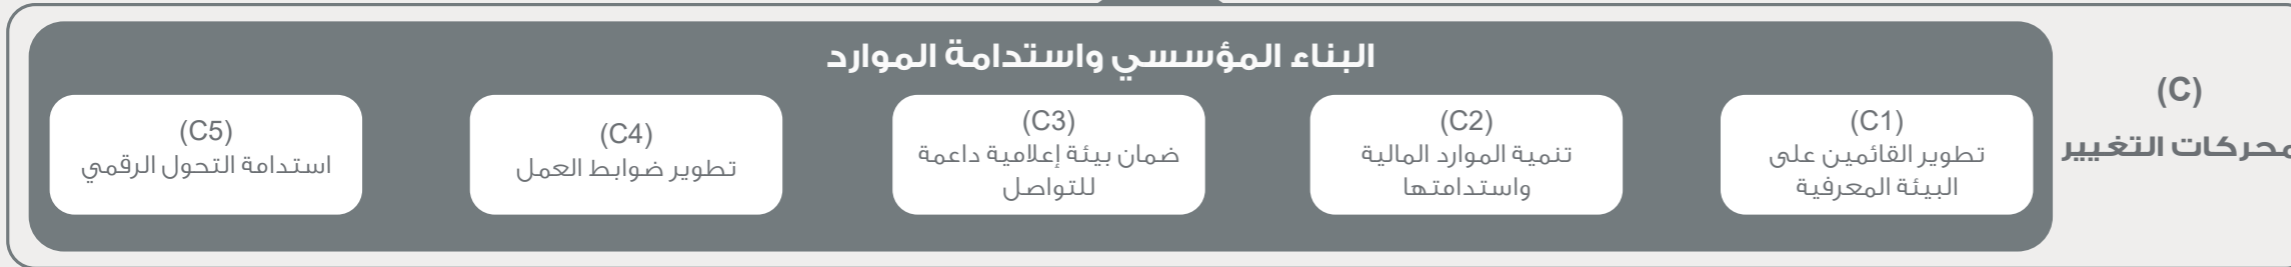 (C)
محركات التغيير
البناء المؤسسي واستدامة الموارد
(C1)
تطوير القائمين على
البيئة المعرفية
(C2)
تنمية الموارد المالية
واستدامتها
(C3)
ضمان بيئة إعلامية داعمة
للتواصل
(C4)
تطوير ضوابط العمل
(C5)
استدامة التحول الرقمي